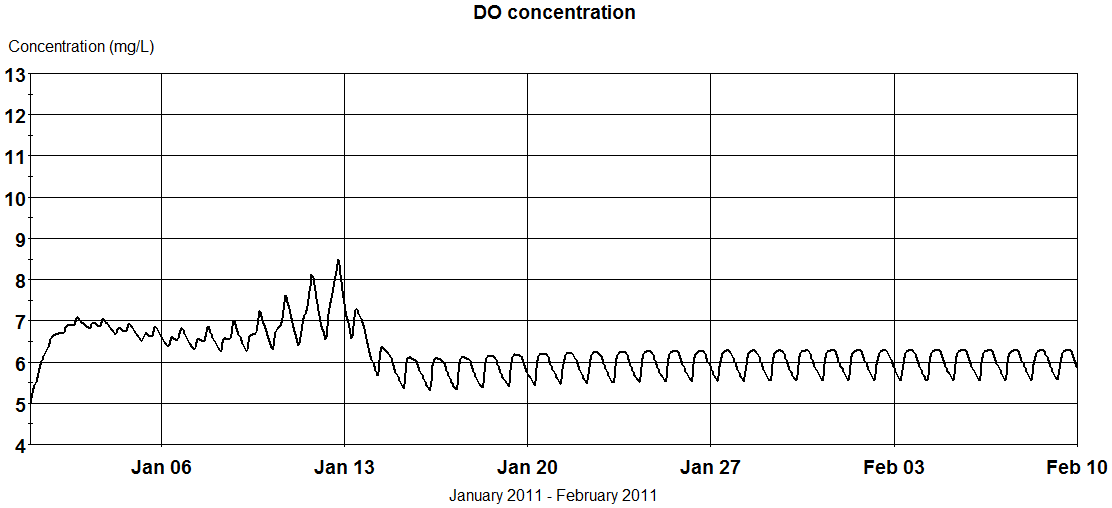 DO concentration
Concentration (mg/L)
13
12
11
10
9
8
7
6
5
4
Jan 06 Jan 13 Jan 20 Jan 27 Feb 03 Feb 10
January 2011 - February 2011